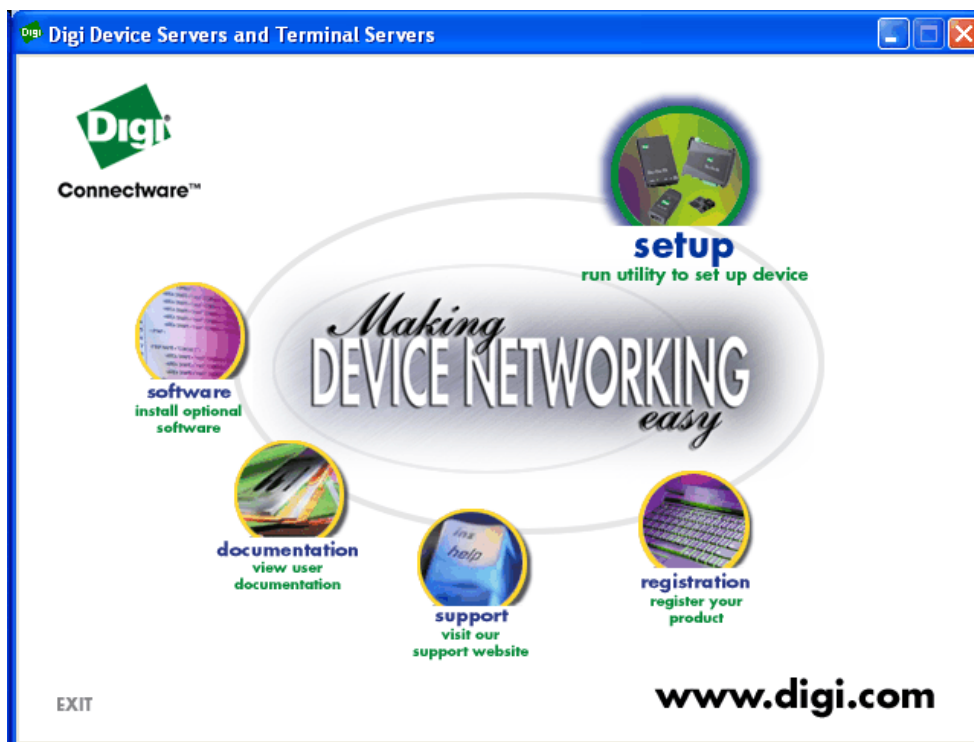 Digi Device Servers and Terminal Servers
Digi
Connectware™
setup
run utility to set up device
Making
DEVICE NETWORKING
easy
software
install optional
software
documentation
view user
documentation
ins
help
support
visit our
support website
registration
register your
product
EXIT
www.digi.com